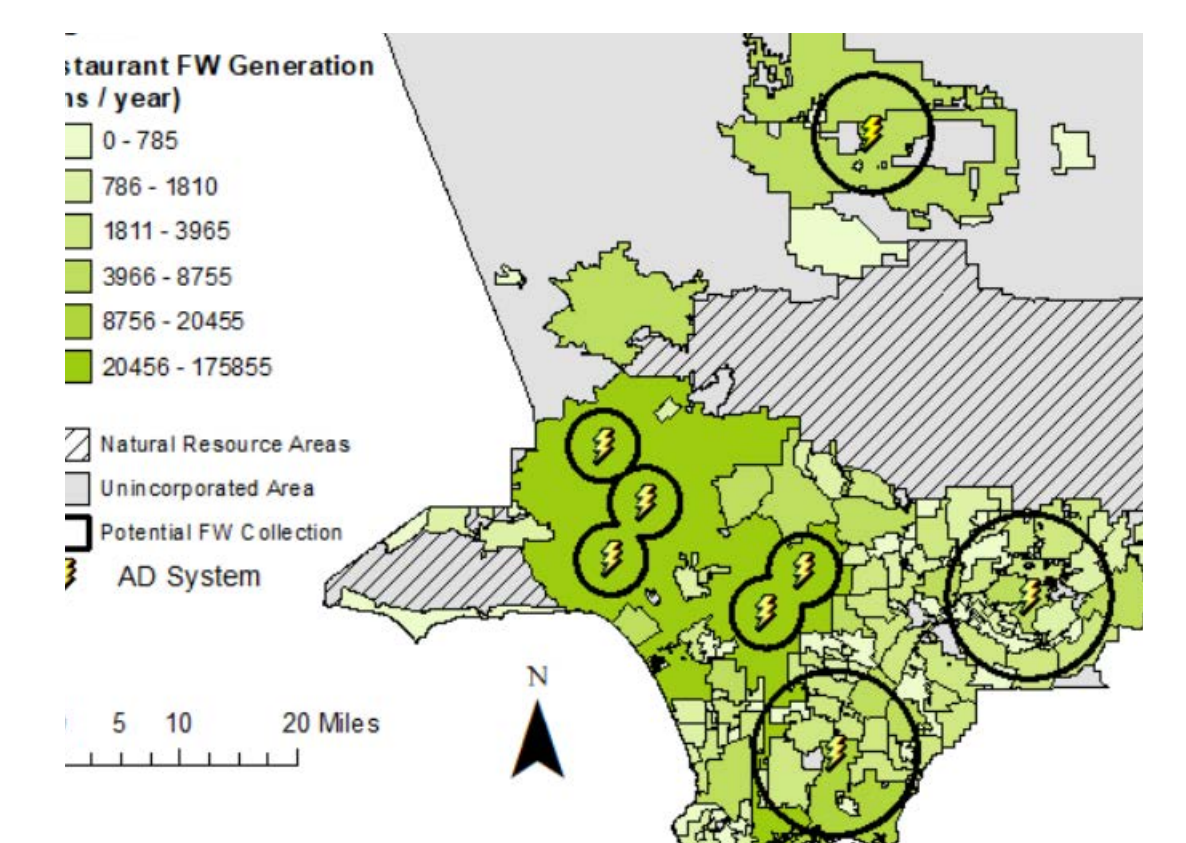 staurant FW Generation
ns / year)
0 - 785
786 - 1810
1811 - 3965
3966 - 8755
8756 - 20455
20456 - 175855
Natural Resource Areas
Unincorporated Area
Potential FW Collection
AD System
N
5 10 20 Miles